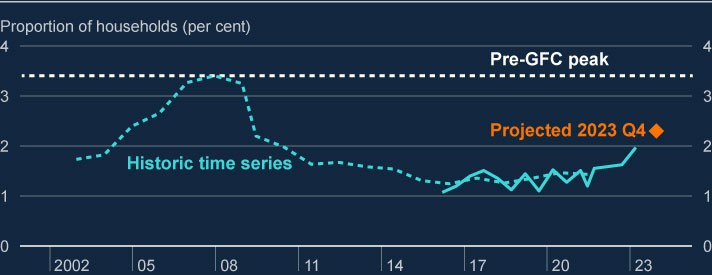 Proportion of households (per cent)
4 4
Pre-GFC peak
3 3
Projected 2023 Q4
2 2
Historic time series
1 1
0 0
2002 05 08 11 14 17 20 23